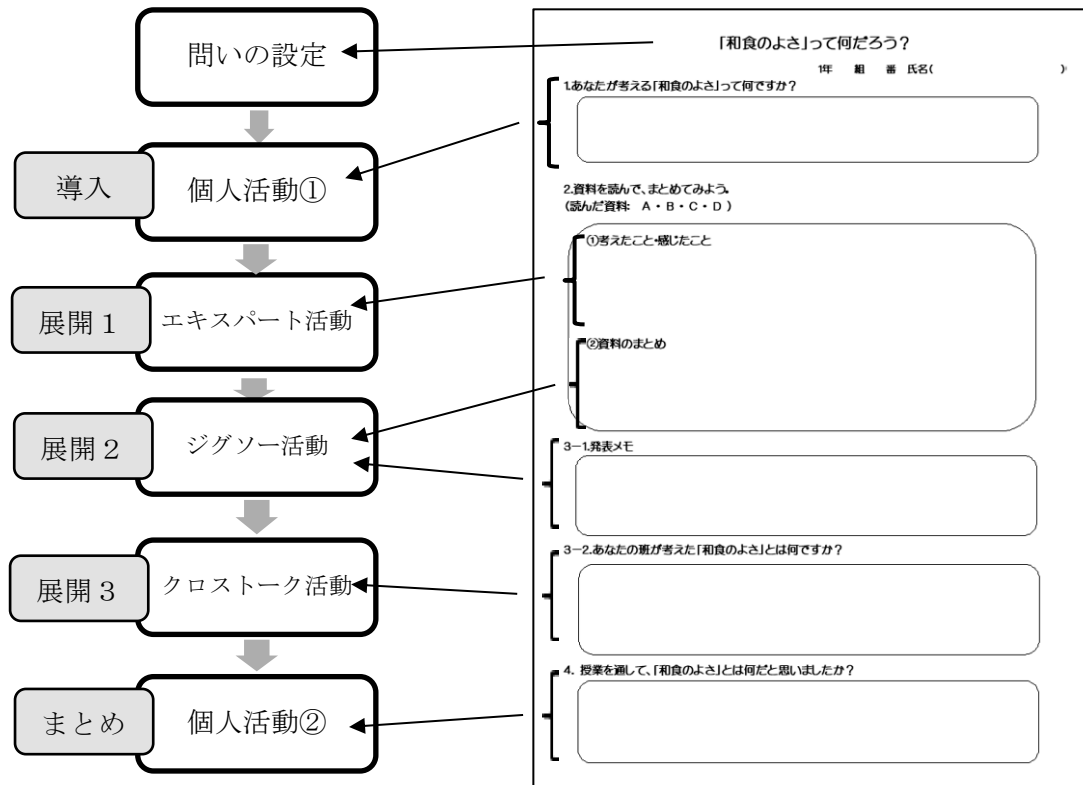 問いの設定
導入
個人活動①
展開1
エキスパート活動
展開2
ジグソー活動
展開3
クロストーク活動
まとめ
個人活動②
「和食のよさ」って何だろう?
1年 組 番 氏名( )
1.あなたが考える「和食のよさ」って何ですか?
2.資料を読んで、まとめてみよう。
(読んだ資料: A・B・C・D )
①考えたこと・感じたこと
②資料のまとめ
3-1.発表メモ
3-2.あなたの班が考えた「和食のよさ」とは何ですか?
4. 授業を通して、「和食のよさ」とは何だと思いましたか?